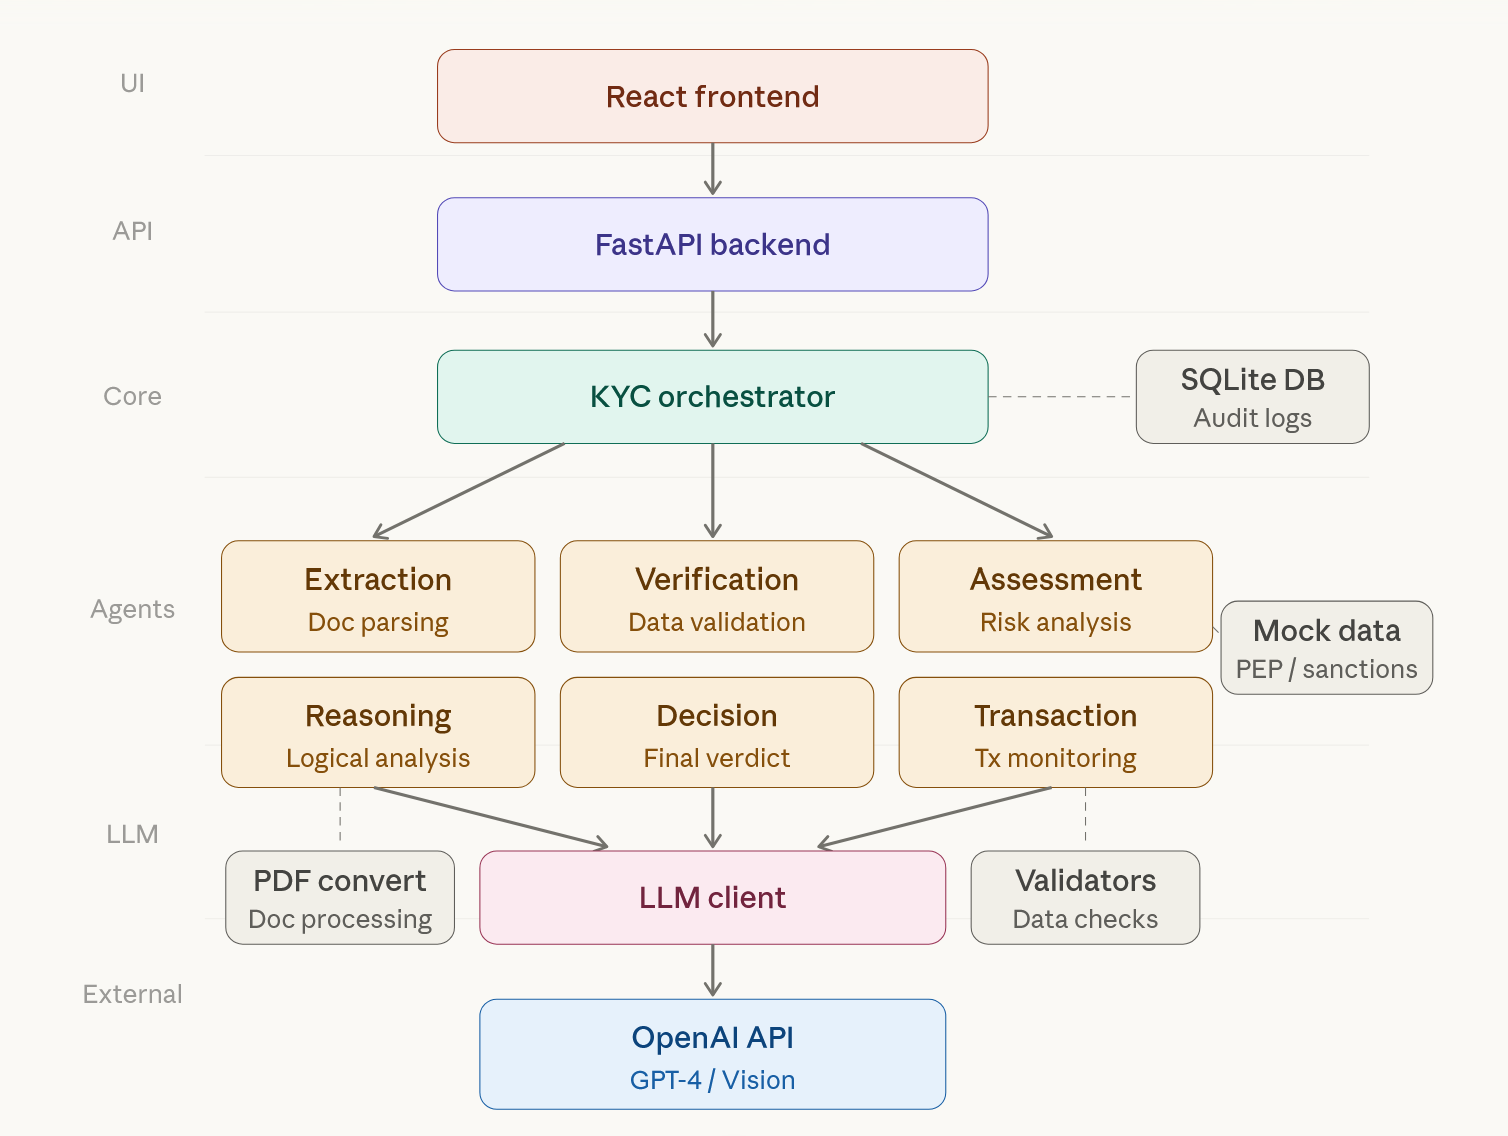 UI
React frontend
API
FastAPI backend
Core
KYC orchestrator
SQLite DB
Audit logs
Agents
Extraction
Doc parsing
Verification
Data validation
Assessment
Risk analysis
Mock data
PEP / sanctions
Reasoning
Logical analysis
Decision
Final verdict
Transaction
Tx monitoring
LLM
PDF convert
Doc processing
LLM client
Validators
Data checks
External
OpenAI API
GPT-4 / Vision